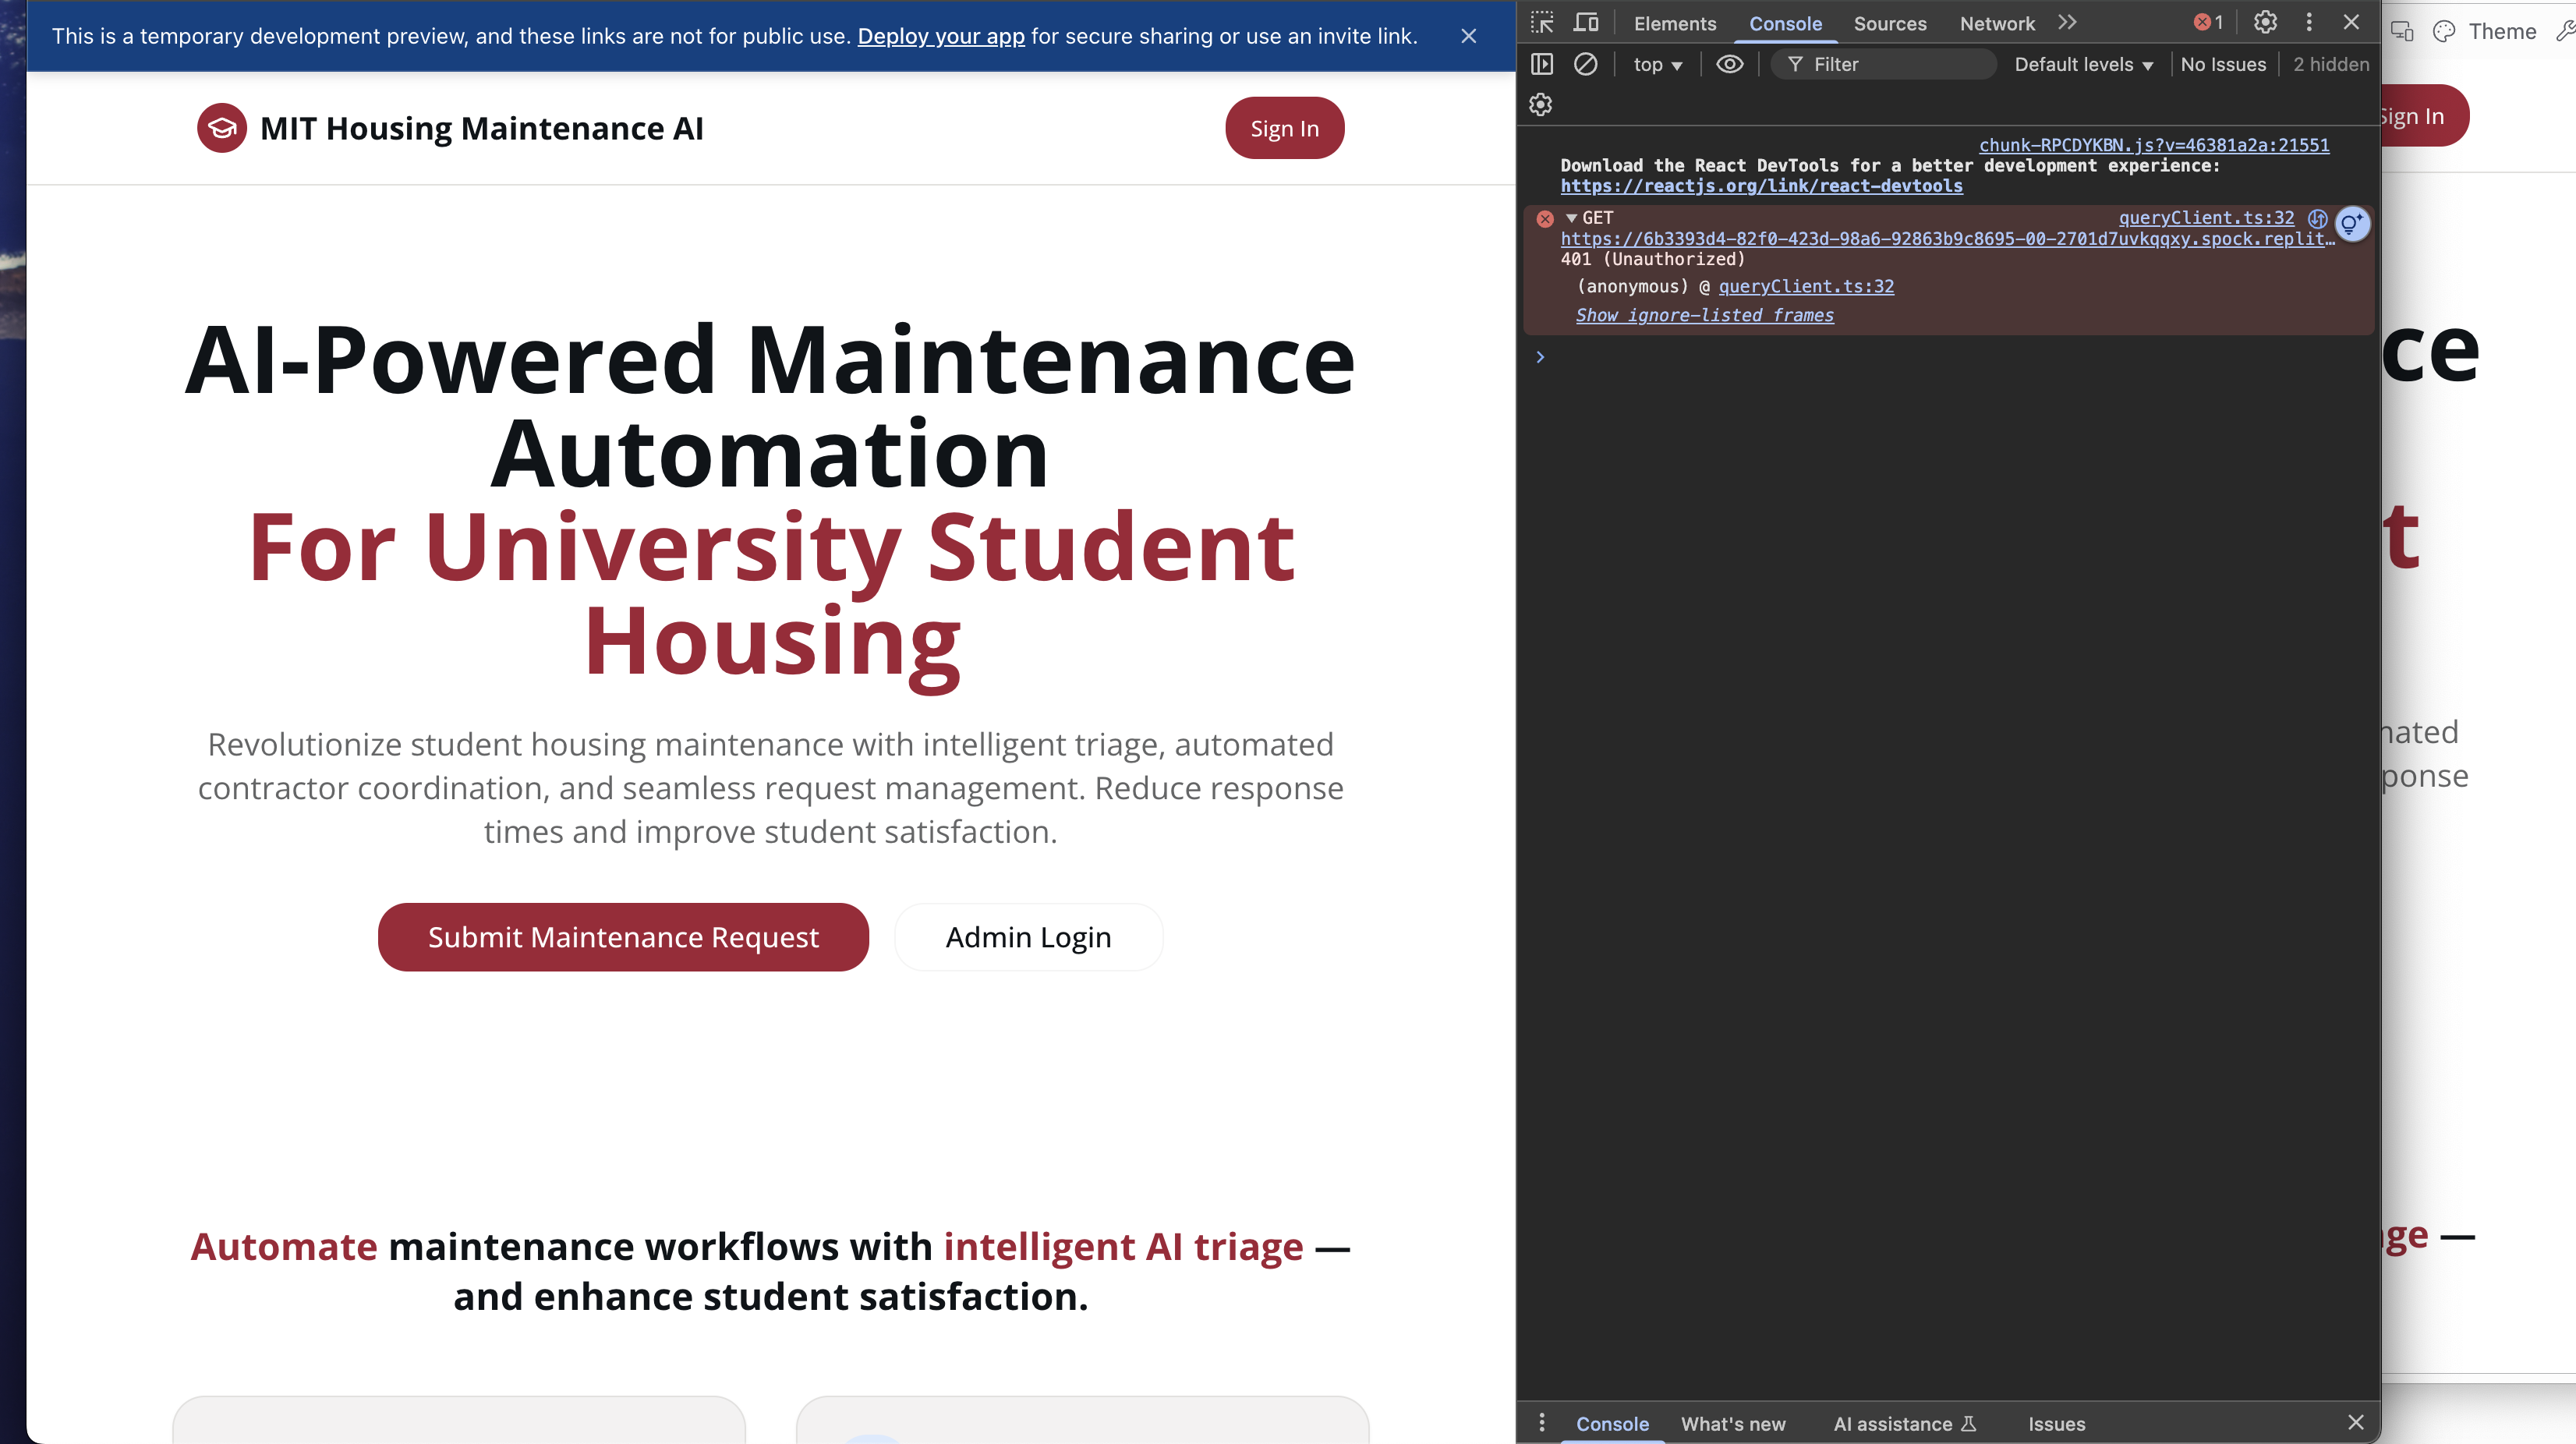 This is a temporary development preview, and these links are not for public use. Deploy your app for secure sharing or use an invite link.
MIT Housing Maintenance AI
Sign In
AI-Powered Maintenance
Automation
For University Student
Housing
Revolutionize student housing maintenance with intelligent triage, automated
contractor coordination, and seamless request management. Reduce response
times and improve student satisfaction.
Submit Maintenance Request
Admin Login
Automate maintenance workflows with intelligent AI triage —
and enhance student satisfaction.
Elements Console Sources Network 1
top Filter Default levels No Issues 2 hidden
chunk-RPCDYKBN.js?v=46381a2a:21551
Download the React DevTools for a better development experience:
https://reactjs.org/link/react-devtools
GET queryClient.ts:32
https://6b3393d4-82f0-423d-98a6-92863b9c8695-00-2701d7uvkqqxy.spock.replit…
401 (Unauthorized)
(anonymous) @ queryClient.ts:32
Show ignore-listed frames
Console What's new AI assistance Issues
Theme
Sign In
ce
t
nated
ponse
ge —